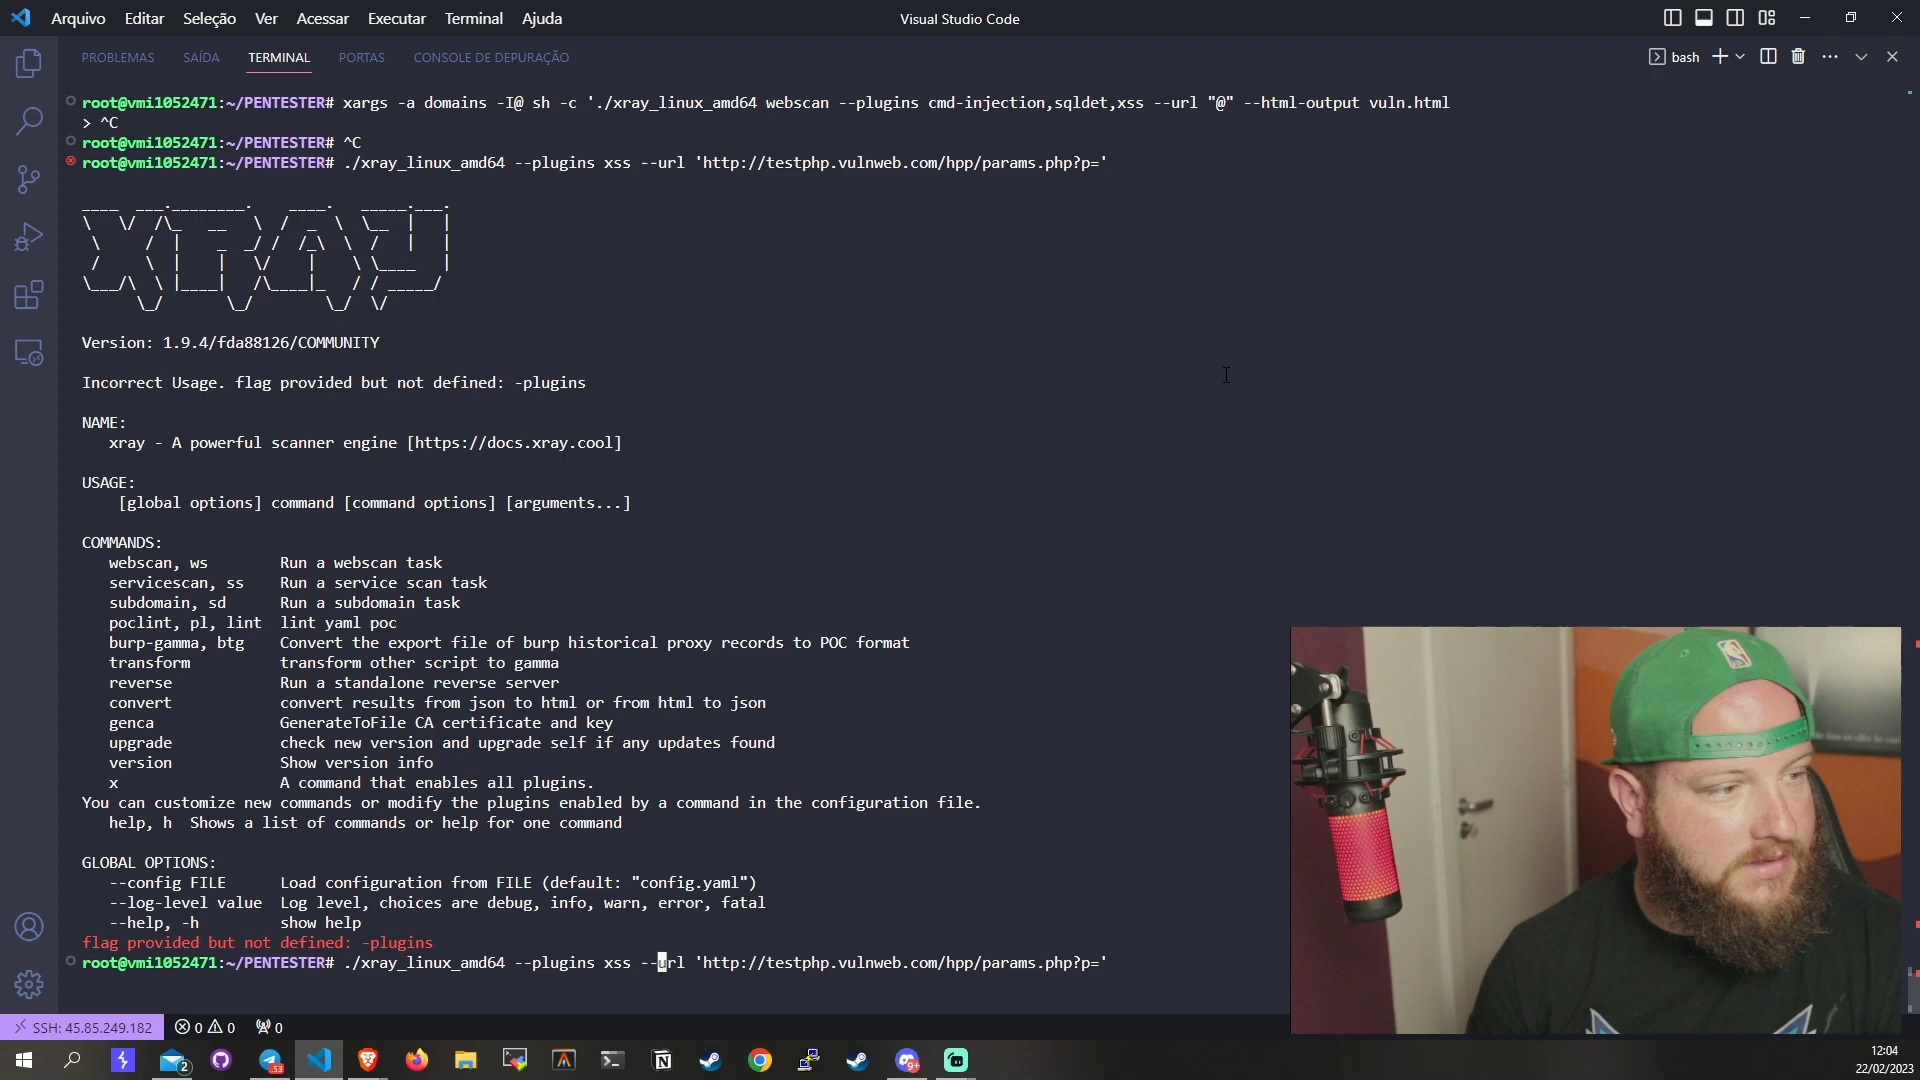 Arquivo Editar Seleção Ver Acessar Executar Terminal Ajuda
Visual Studio Code
PROBLEMAS SAÍDA TERMINAL PORTAS CONSOLE DE DEPURAÇÃO
bash
root@vmi1052471:~/PENTESTER# xargs -a domains -I@ sh -c './xray_linux_amd64 webscan --plugins cmd-injection,sqldet,xss --url "@" --html-output vuln.html
> ^C
root@vmi1052471:~/PENTESTER# ^C
root@vmi1052471:~/PENTESTER# ./xray_linux_amd64 --plugins xss --url 'http://testphp.vulnweb.com/hpp/params.php?p='
XRAY
Version: 1.9.4/fda88126/COMMUNITY
Incorrect Usage. flag provided but not defined: -plugins
NAME:
xray - A powerful scanner engine [https://docs.xray.cool]
USAGE:
[global options] command [command options] [arguments...]
COMMANDS:
webscan, ws Run a webscan task
servicescan, ss Run a service scan task
subdomain, sd Run a subdomain task
poclint, pl, lint lint yaml poc
burp-gamma, btg Convert the export file of burp historical proxy records to POC format
transform transform other script to gamma
reverse Run a standalone reverse server
convert convert results from json to html or from html to json
genca GenerateToFile CA certificate and key
upgrade check new version and upgrade self if any updates found
version Show version info
x A command that enables all plugins.
You can customize new commands or modify the plugins enabled by a command in the configuration file.
help, h Shows a list of commands or help for one command
GLOBAL OPTIONS:
--config FILE Load configuration from FILE (default: "config.yaml")
--log-level value Log level, choices are debug, info, warn, error, fatal
--help, -h show help
flag provided but not defined: -plugins
root@vmi1052471:~/PENTESTER# ./xray_linux_amd64 --plugins xss --url 'http://testphp.vulnweb.com/hpp/params.php?p='
SSH: 45.85.249.182 0 0 0
2 53 9+
12:04
22/02/2023